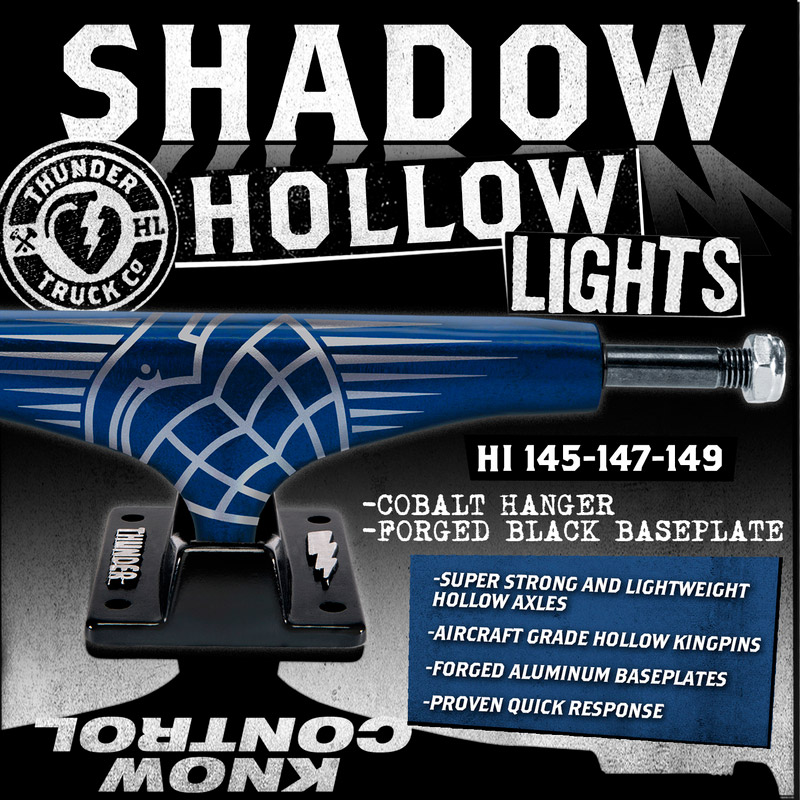 SHADOW
HOLLOW
LIGHTS
THUNDER
HL
TRUCK Co
HI 145-147-149
-COBALT HANGER
-FORGED BLACK BASEPLATE
THUNDER
-SUPER STRONG AND LIGHTWEIGHT
HOLLOW AXLES
-AIRCRAFT GRADE HOLLOW KINGPINS
-FORGED ALUMINUM BASEPLATES
-PROVEN QUICK RESPONSE
KNOW
CONTROL